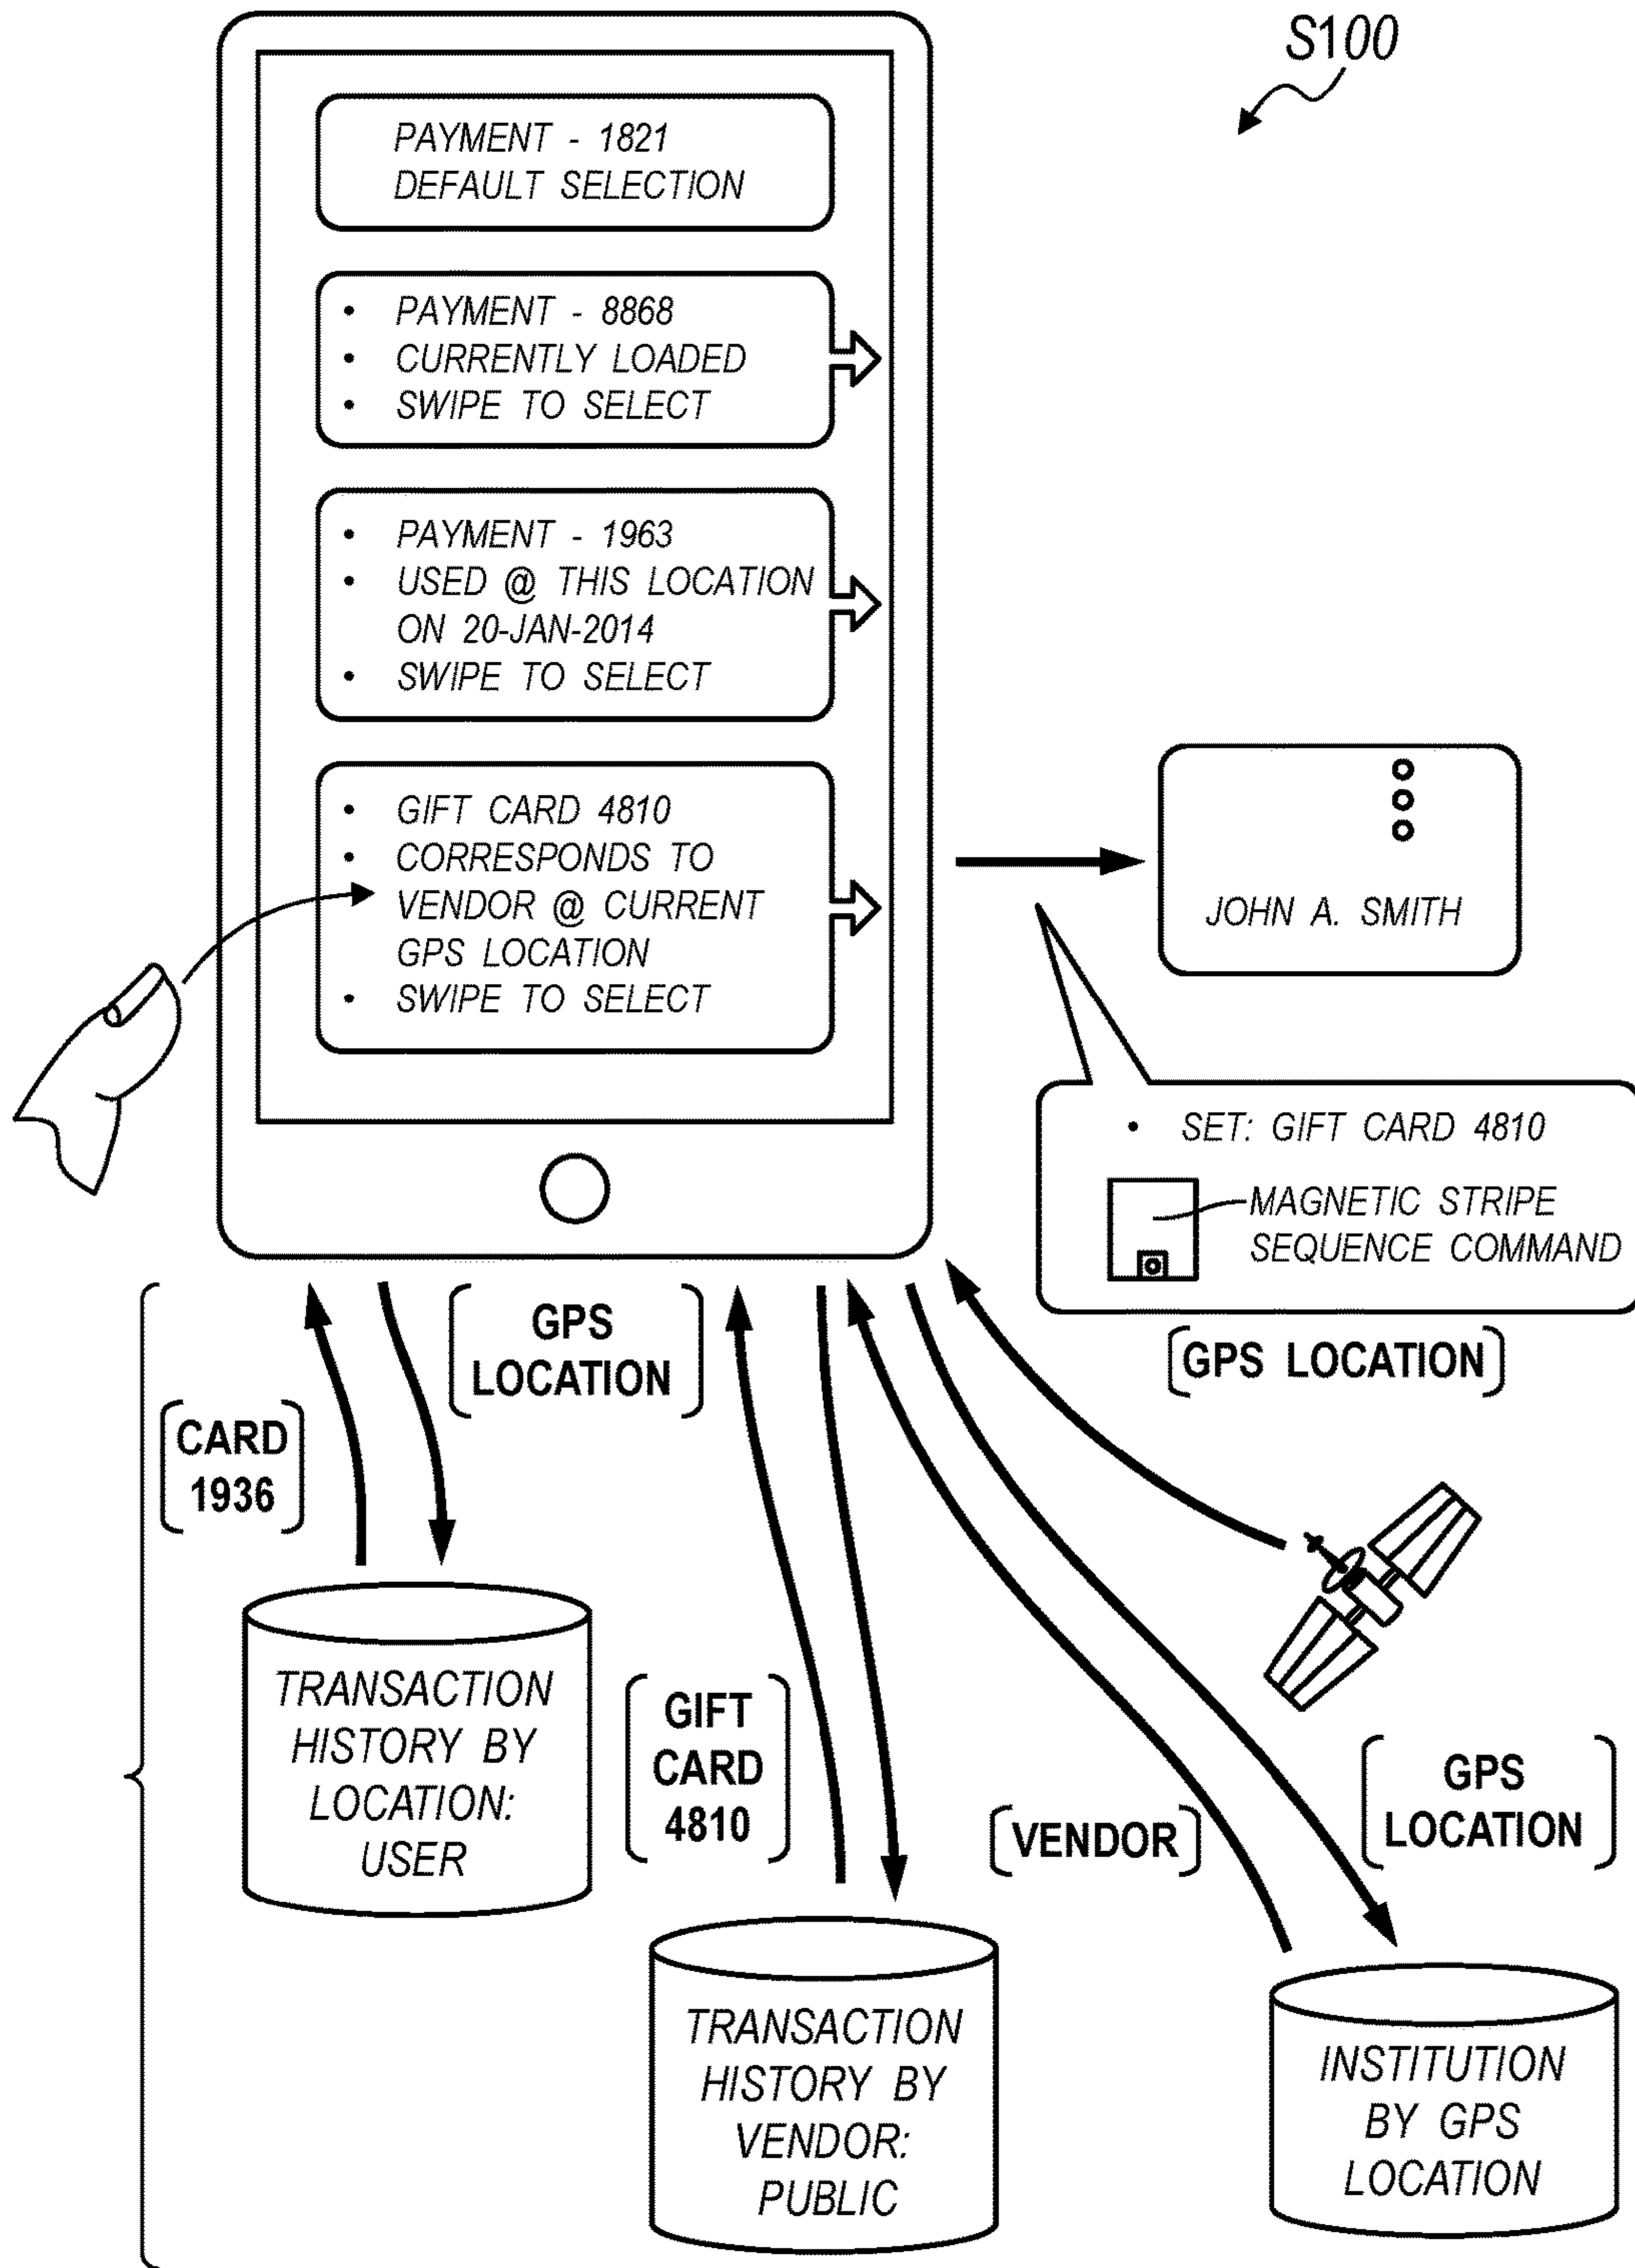 S100
PAYMENT - 1821
DEFAULT SELECTION
• PAYMENT - 8868
• CURRENTLY LOADED
• SWIPE TO SELECT
• PAYMENT - 1963
• USED @ THIS LOCATION
ON 20-JAN-2014
• SWIPE TO SELECT
• GIFT CARD 4810
• CORRESPONDS TO
VENDOR @ CURRENT
GPS LOCATION
• SWIPE TO SELECT
JOHN A. SMITH
• SET: GIFT CARD 4810
MAGNETIC STRIPE
SEQUENCE COMMAND
GPS
LOCATION
[GPS LOCATION]
CARD
1936
TRANSACTION
HISTORY BY
LOCATION:
USER
GIFT
CARD
4810
[VENDOR]
GPS
LOCATION
TRANSACTION
HISTORY BY
VENDOR:
PUBLIC
INSTITUTION
BY GPS
LOCATION